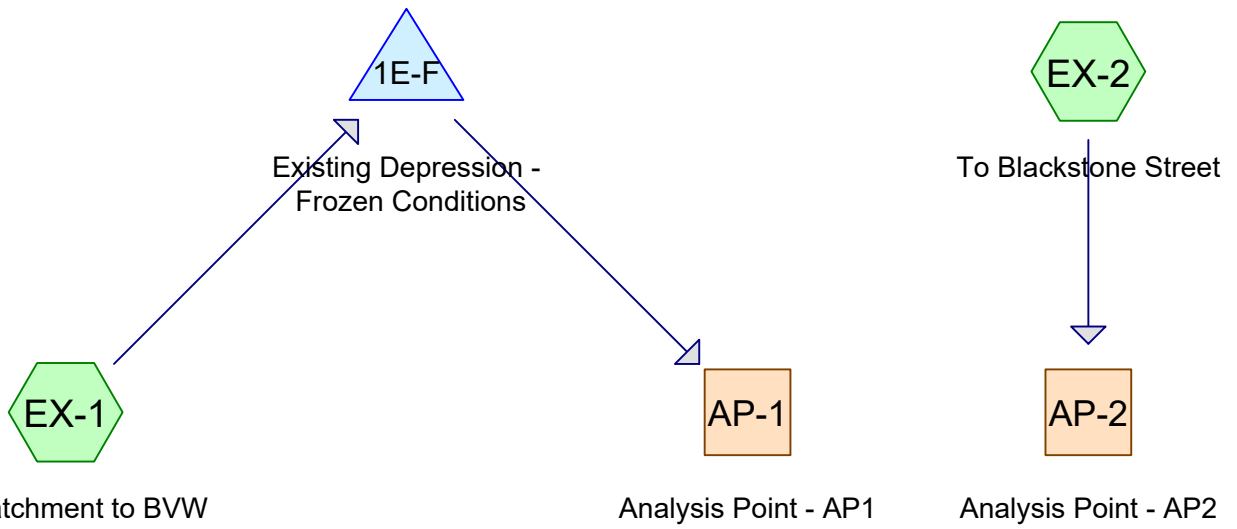 1E-F
EX-2
Existing Depression -
Frozen Conditions
To Blackstone Street
EX-1
AP-1
AP-2
to BVW
Analysis Point - AP1
Analysis Point - AP2